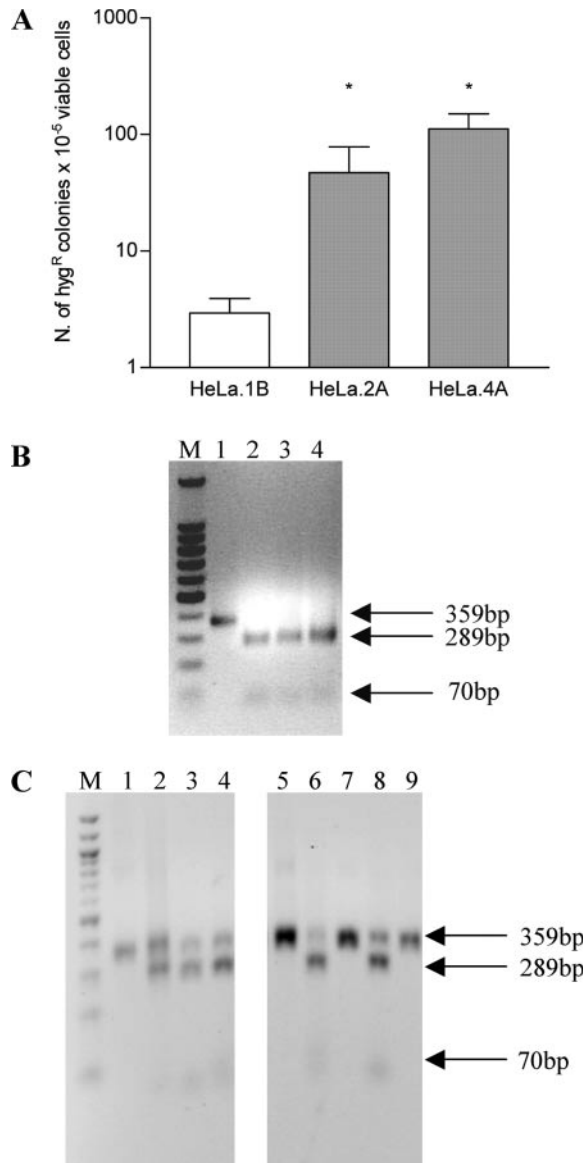 A
N. of hygR colonies x 10-5 viable cells
1000
100
10
1
* *
HeLa.1B HeLa.2A HeLa.4A
B
M 1 2 3 4
359bp
289bp
70bp
C
M 1 2 3 4 5 6 7 8 9
359bp
289bp
70bp